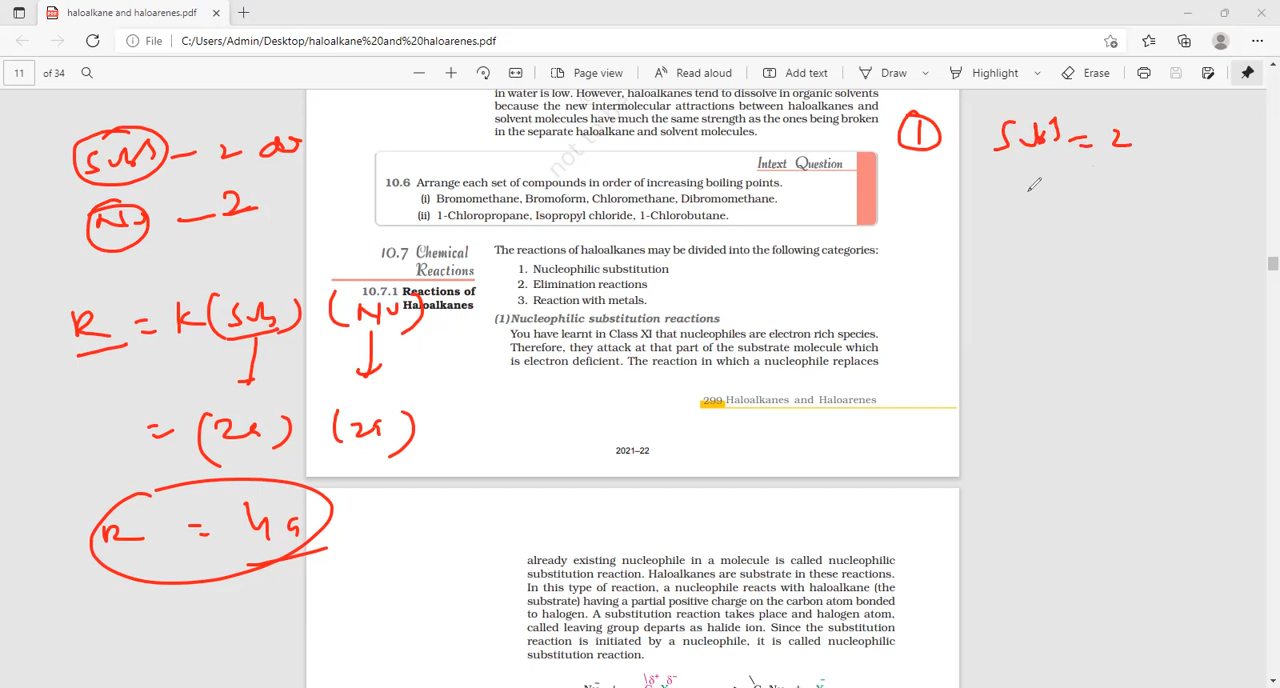 haloalkane and haloarenes.pdf
File
C:/Users/Admin/Desktop/haloalkane%20and%20haloarenes.pdf
11 of 34
Page view
Read aloud
Add text
Draw
Highlight
Erase
in water is low. However, haloalkanes tend to dissolve in organic solvents
because the new intermolecular attractions between haloalkanes and
solvent molecules have much the same strength as the ones being broken
in the separate haloalkane and solvent molecules.
Intext Question
10.6 Arrange each set of compounds in order of increasing boiling points.
(i) Bromomethane, Bromoform, Chloromethane, Dibromomethane.
(ii) 1-Chloropropane, Isopropyl chloride, 1-Chlorobutane.
10.7 Chemical
Reactions
10.7.1 Reactions of
Haloalkanes
The reactions of haloalkanes may be divided into the following categories:
1. Nucleophilic substitution
2. Elimination reactions
3. Reaction with metals.
(1)Nucleophilic substitution reactions
You have learnt in Class XI that nucleophiles are electron rich species.
Therefore, they attack at that part of the substrate molecule which
is electron deficient. The reaction in which a nucleophile replaces
299 Haloalkanes and Haloarenes
2021–22
already existing nucleophile in a molecule is called nucleophilic
substitution reaction. Haloalkanes are substrate in these reactions.
In this type of reaction, a nucleophile reacts with haloalkane (the
substrate) having a partial positive charge on the carbon atom bonded
to halogen. A substitution reaction takes place and halogen atom,
called leaving group departs as halide ion. Since the substitution
reaction is initiated by a nucleophile, it is called nucleophilic
substitution reaction.
Subs – 2
Nu – 2
R = K (Sub) (Nu)
= (2a) (2a)
R = 4a
1
Subs = 2
not to